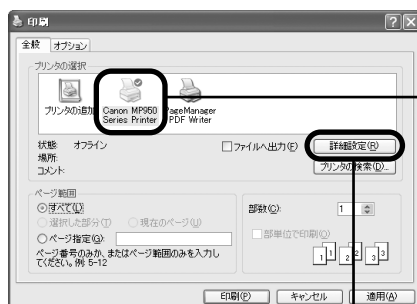 印刷
全般 オプション
プリンタの選択
プリンタの追加
Canon MP950 Series Printer
PageManager PDF Writer
状態: オフライン
場所:
コメント:
ファイルへ出力(F)
詳細設定(R)
プリンタの検索(D)...
ページ範囲
すべて(L)
選択した部分(T) 現在のページ(U)
ページ指定(G):
ページ番号のみか、またはページ範囲のみを入力し
てください。例: 5-12
部数(C): 1
部単位で印刷(O)
1 1 2 2 3 3
印刷(P) キャンセル 適用(A)